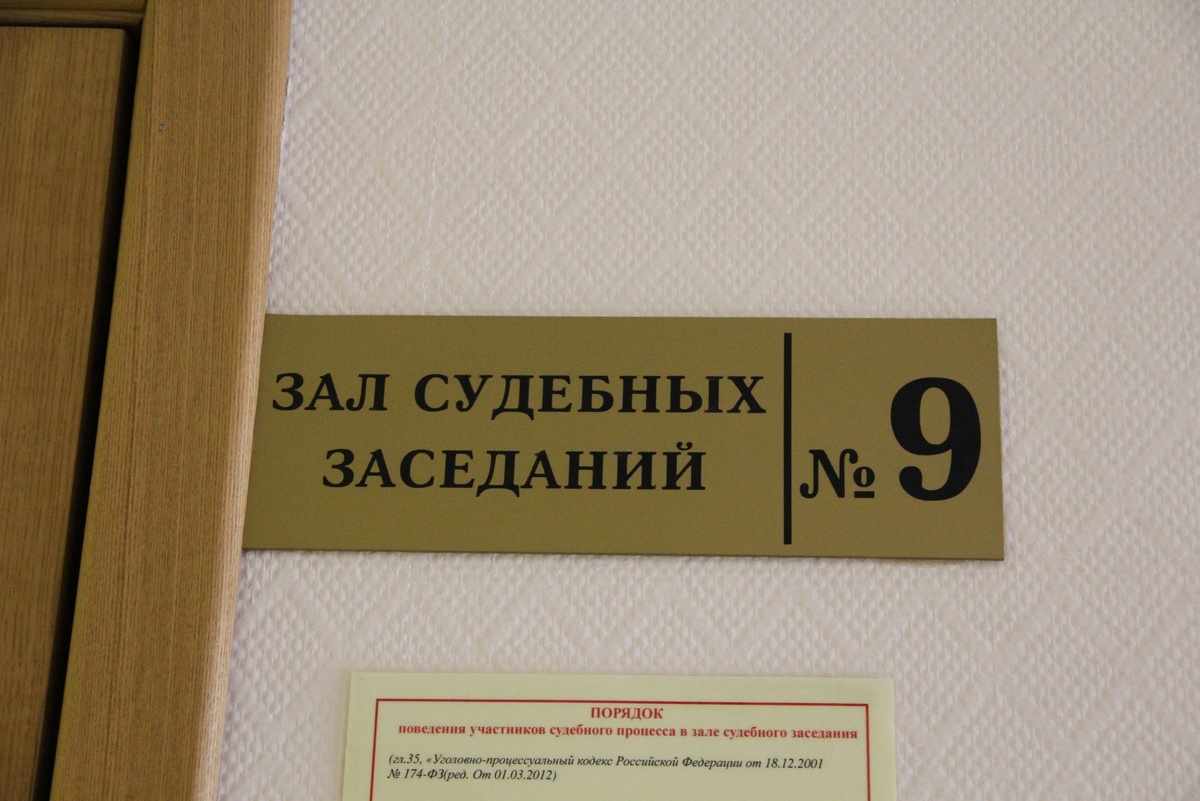 ЗАЛ СУДЕБНЫХ
ЗАСЕДАНИЙ
№ 9
ПОРЯДОК
поведения участников судебного процесса в зале судебного заседания
(гл.35, «Уголовно-процессуальный кодекс Российской Федерации от 18.12.2001
№ 174-ФЗ(ред. От 01.03.2012)